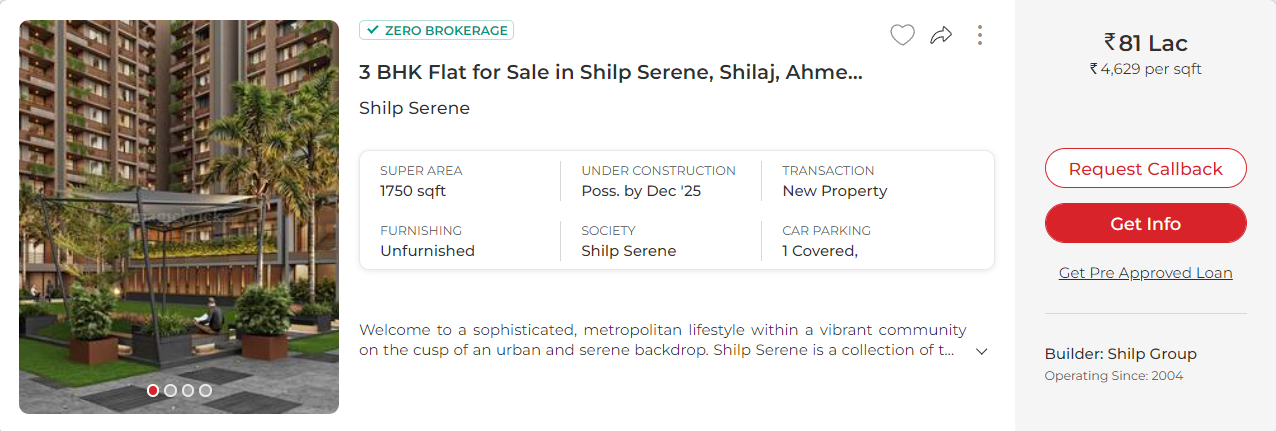 ZERO BROKERAGE
3 BHK Flat for Sale in Shilp Serene, Shilaj, Ahme...
Shilp Serene
SUPER AREA
1750 sqft
UNDER CONSTRUCTION
Poss. by Dec '25
TRANSACTION
New Property
FURNISHING
Unfurnished
SOCIETY
Shilp Serene
CAR PARKING
1 Covered,
Welcome to a sophisticated, metropolitan lifestyle within a vibrant community
on the cusp of an urban and serene backdrop. Shilp Serene is a collection of t...
₹81 Lac
₹4,629 per sqft
Request Callback
Get Info
Get Pre Approved Loan
Builder: Shilp Group
Operating Since: 2004